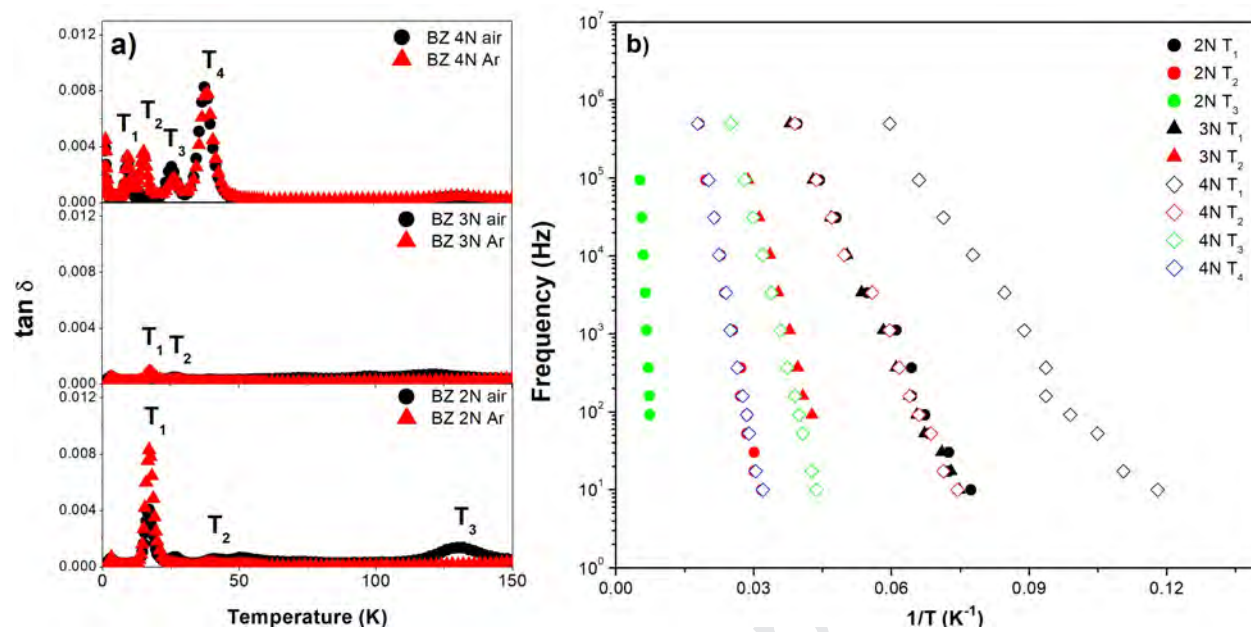 a)
BZ 4N air
BZ 4N Ar
T1 T2 T3 T4
0.012
0.008
0.004
0.000
BZ 3N air
BZ 3N Ar
T1 T2
0.012
0.008
0.004
0.000
BZ 2N air
BZ 2N Ar
T1 T2 T3
0.012
0.008
0.004
0.000
tan δ
0 50 100 150
Temperature (K)
b)
2N T1
2N T2
2N T3
3N T1
3N T2
4N T1
4N T2
4N T3
4N T4
10^7
10^6
10^5
10^4
10^3
10^2
10^1
10^0
Frequency (Hz)
0.00 0.03 0.06 0.09 0.12
1/T (K^-1)